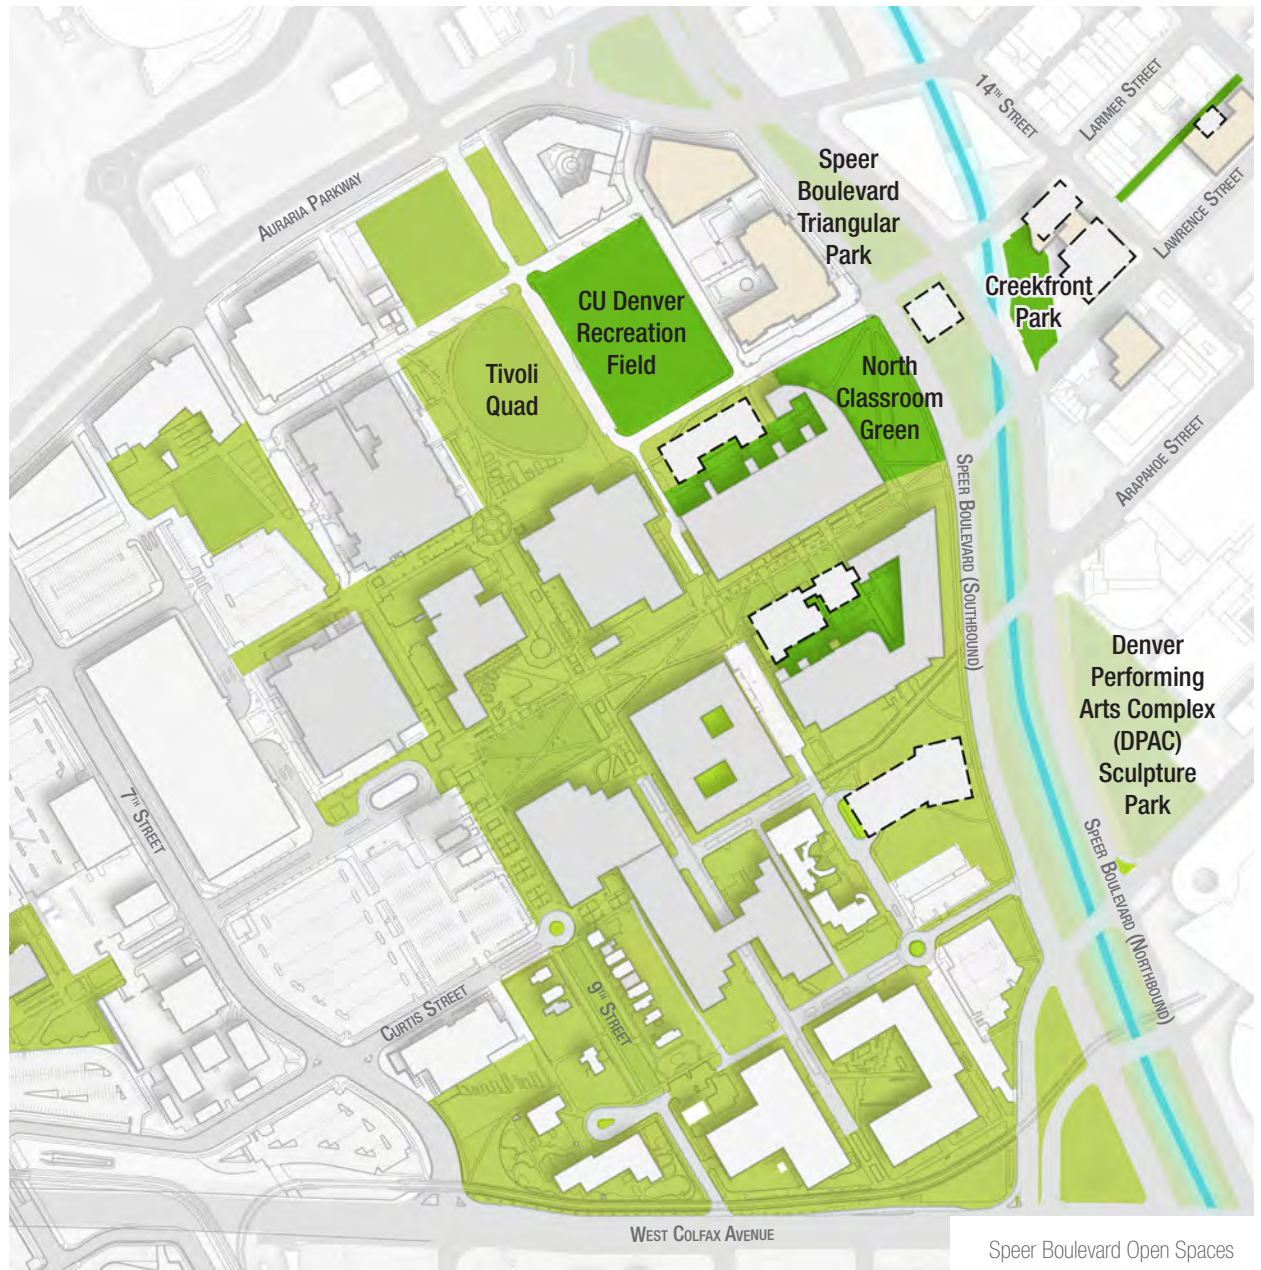 14TH STREET
LARIMER STREET
LAWRENCE STREET
AURARIA PARKWAY
Speer
Boulevard
Triangular
Park
Creekfront
Park
CU Denver
Recreation
Field
Tivoli
Quad
North
Classroom
Green
ARAPAHOE STREET
SPEER BOULEVARD (SOUTHBOUND)
Denver
Performing
Arts Complex
(DPAC)
Sculpture
Park
7TH STREET
SPEER BOULEVARD (NORTHBOUND)
CURTIS STREET
9TH STREET
WEST COLFAX AVENUE
Speer Boulevard Open Spaces